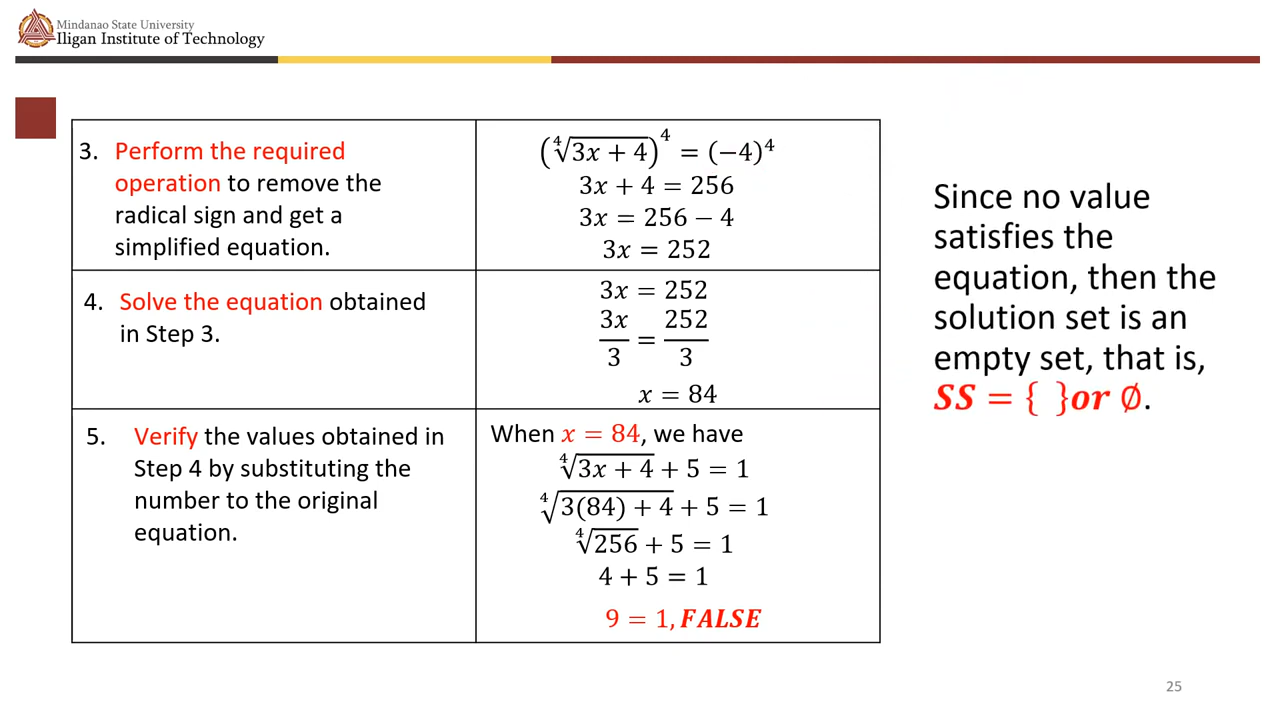 Mindanao State University
Iligan Institute of Technology
3. Perform the required
operation to remove the
radical sign and get a
simplified equation.
(∜(3x + 4))⁴ = (−4)⁴
3x + 4 = 256
3x = 256 − 4
3x = 252
4. Solve the equation obtained
in Step 3.
3x = 252
3x/3 = 252/3
x = 84
5. Verify the values obtained in
Step 4 by substituting the
number to the original
equation.
When x = 84, we have
∜(3x + 4) + 5 = 1
∜(3(84) + 4) + 5 = 1
∜256 + 5 = 1
4 + 5 = 1
9 = 1, FALSE
Since no value
satisfies the
equation, then the
solution set is an
empty set, that is,
SS = { } or ∅.
25